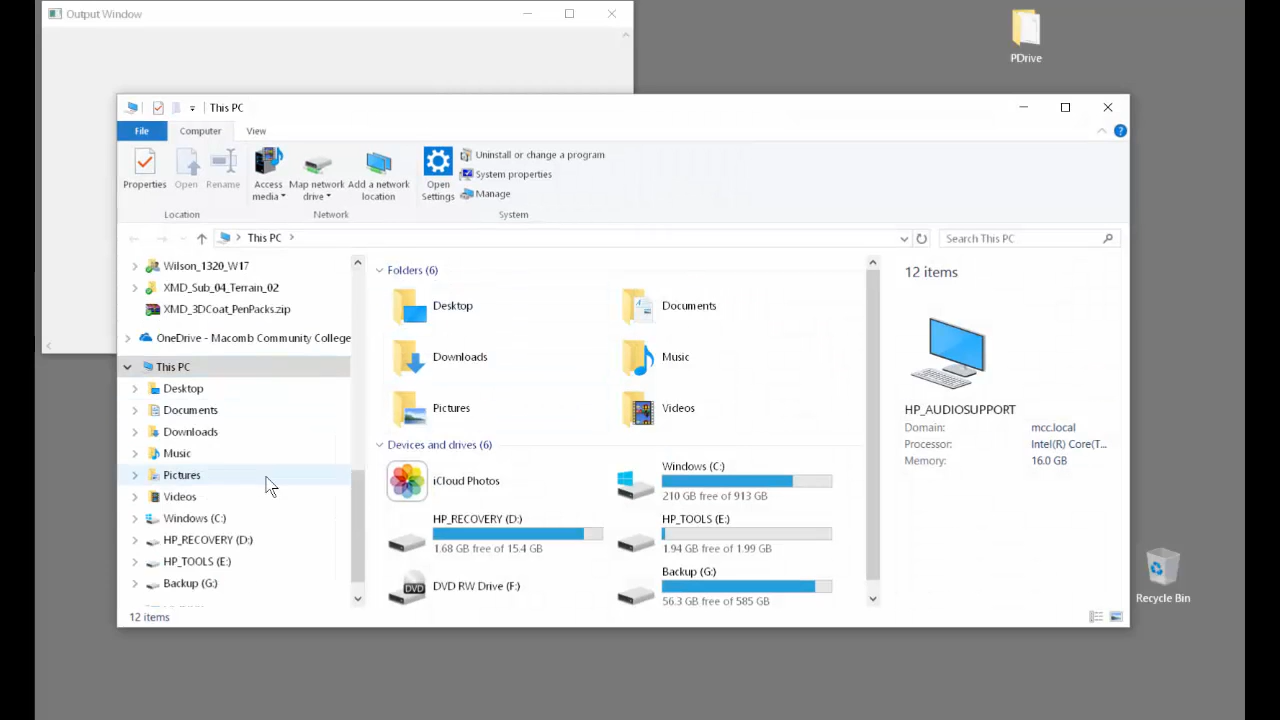 Output Window
PDrive
This PC
File
Computer
View
Properties
Open
Rename
Access
media
Map network
drive
Add a network
location
Open
Settings
Uninstall or change a program
System properties
Manage
Location
Network
System
This PC
Search This PC
Wilson_1320_W17
XMD_Sub_04_Terrain_02
XMD_3DCoat_PenPacks.zip
OneDrive - Macomb Community College
This PC
Desktop
Documents
Downloads
Music
Pictures
Videos
Windows (C:)
HP_RECOVERY (D:)
HP_TOOLS (E:)
Backup (G:)
Folders (6)
Desktop
Documents
Downloads
Music
Pictures
Videos
Devices and drives (6)
iCloud Photos
Windows (C:)
210 GB free of 913 GB
HP_RECOVERY (D:)
1.68 GB free of 15.4 GB
HP_TOOLS (E:)
1.94 GB free of 1.99 GB
DVD
DVD RW Drive (F:)
Backup (G:)
56.3 GB free of 585 GB
12 items
HP_AUDIOSUPPORT
Domain: mcc.local
Processor: Intel(R) Core(T...
Memory: 16.0 GB
12 items
Recycle Bin